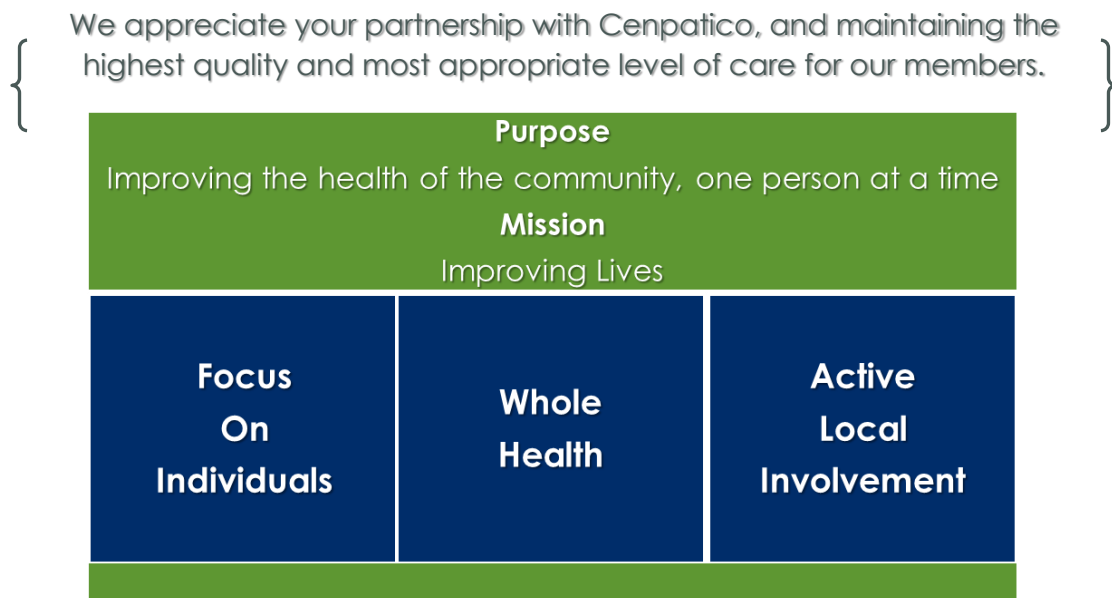 We appreciate your partnership with Cenpatico, and maintaining the
highest quality and most appropriate level of care for our members.
Purpose
Improving the health of the community, one person at a time
Mission
Improving Lives
Focus
On
Individuals
Whole
Health
Active
Local
Involvement